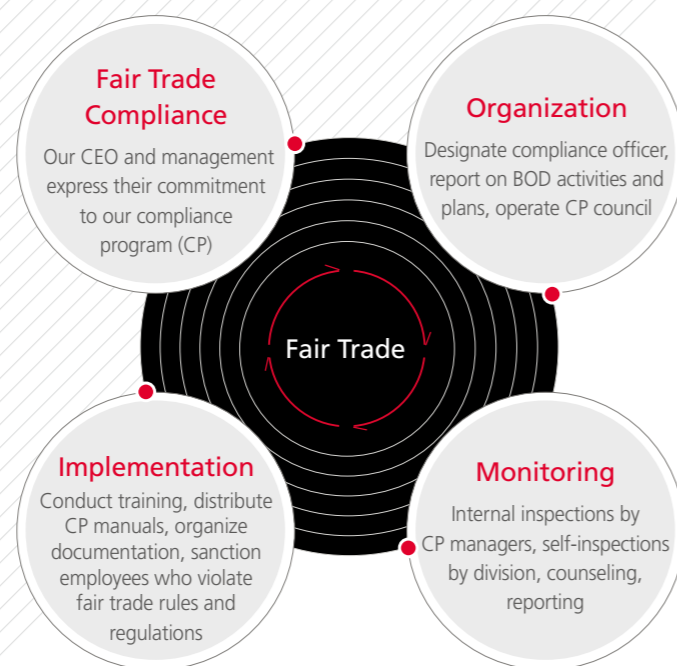 Fair Trade
Compliance
Our CEO and management
express their commitment
to our compliance
program (CP)
Organization
Designate compliance officer,
report on BOD activities and
plans, operate CP council
Fair Trade
Implementation
Conduct training, distribute
CP manuals, organize
documentation, sanction
employees who violate
fair trade rules and
regulations
Monitoring
Internal inspections by
CP managers, self-inspections
by division, counseling,
reporting